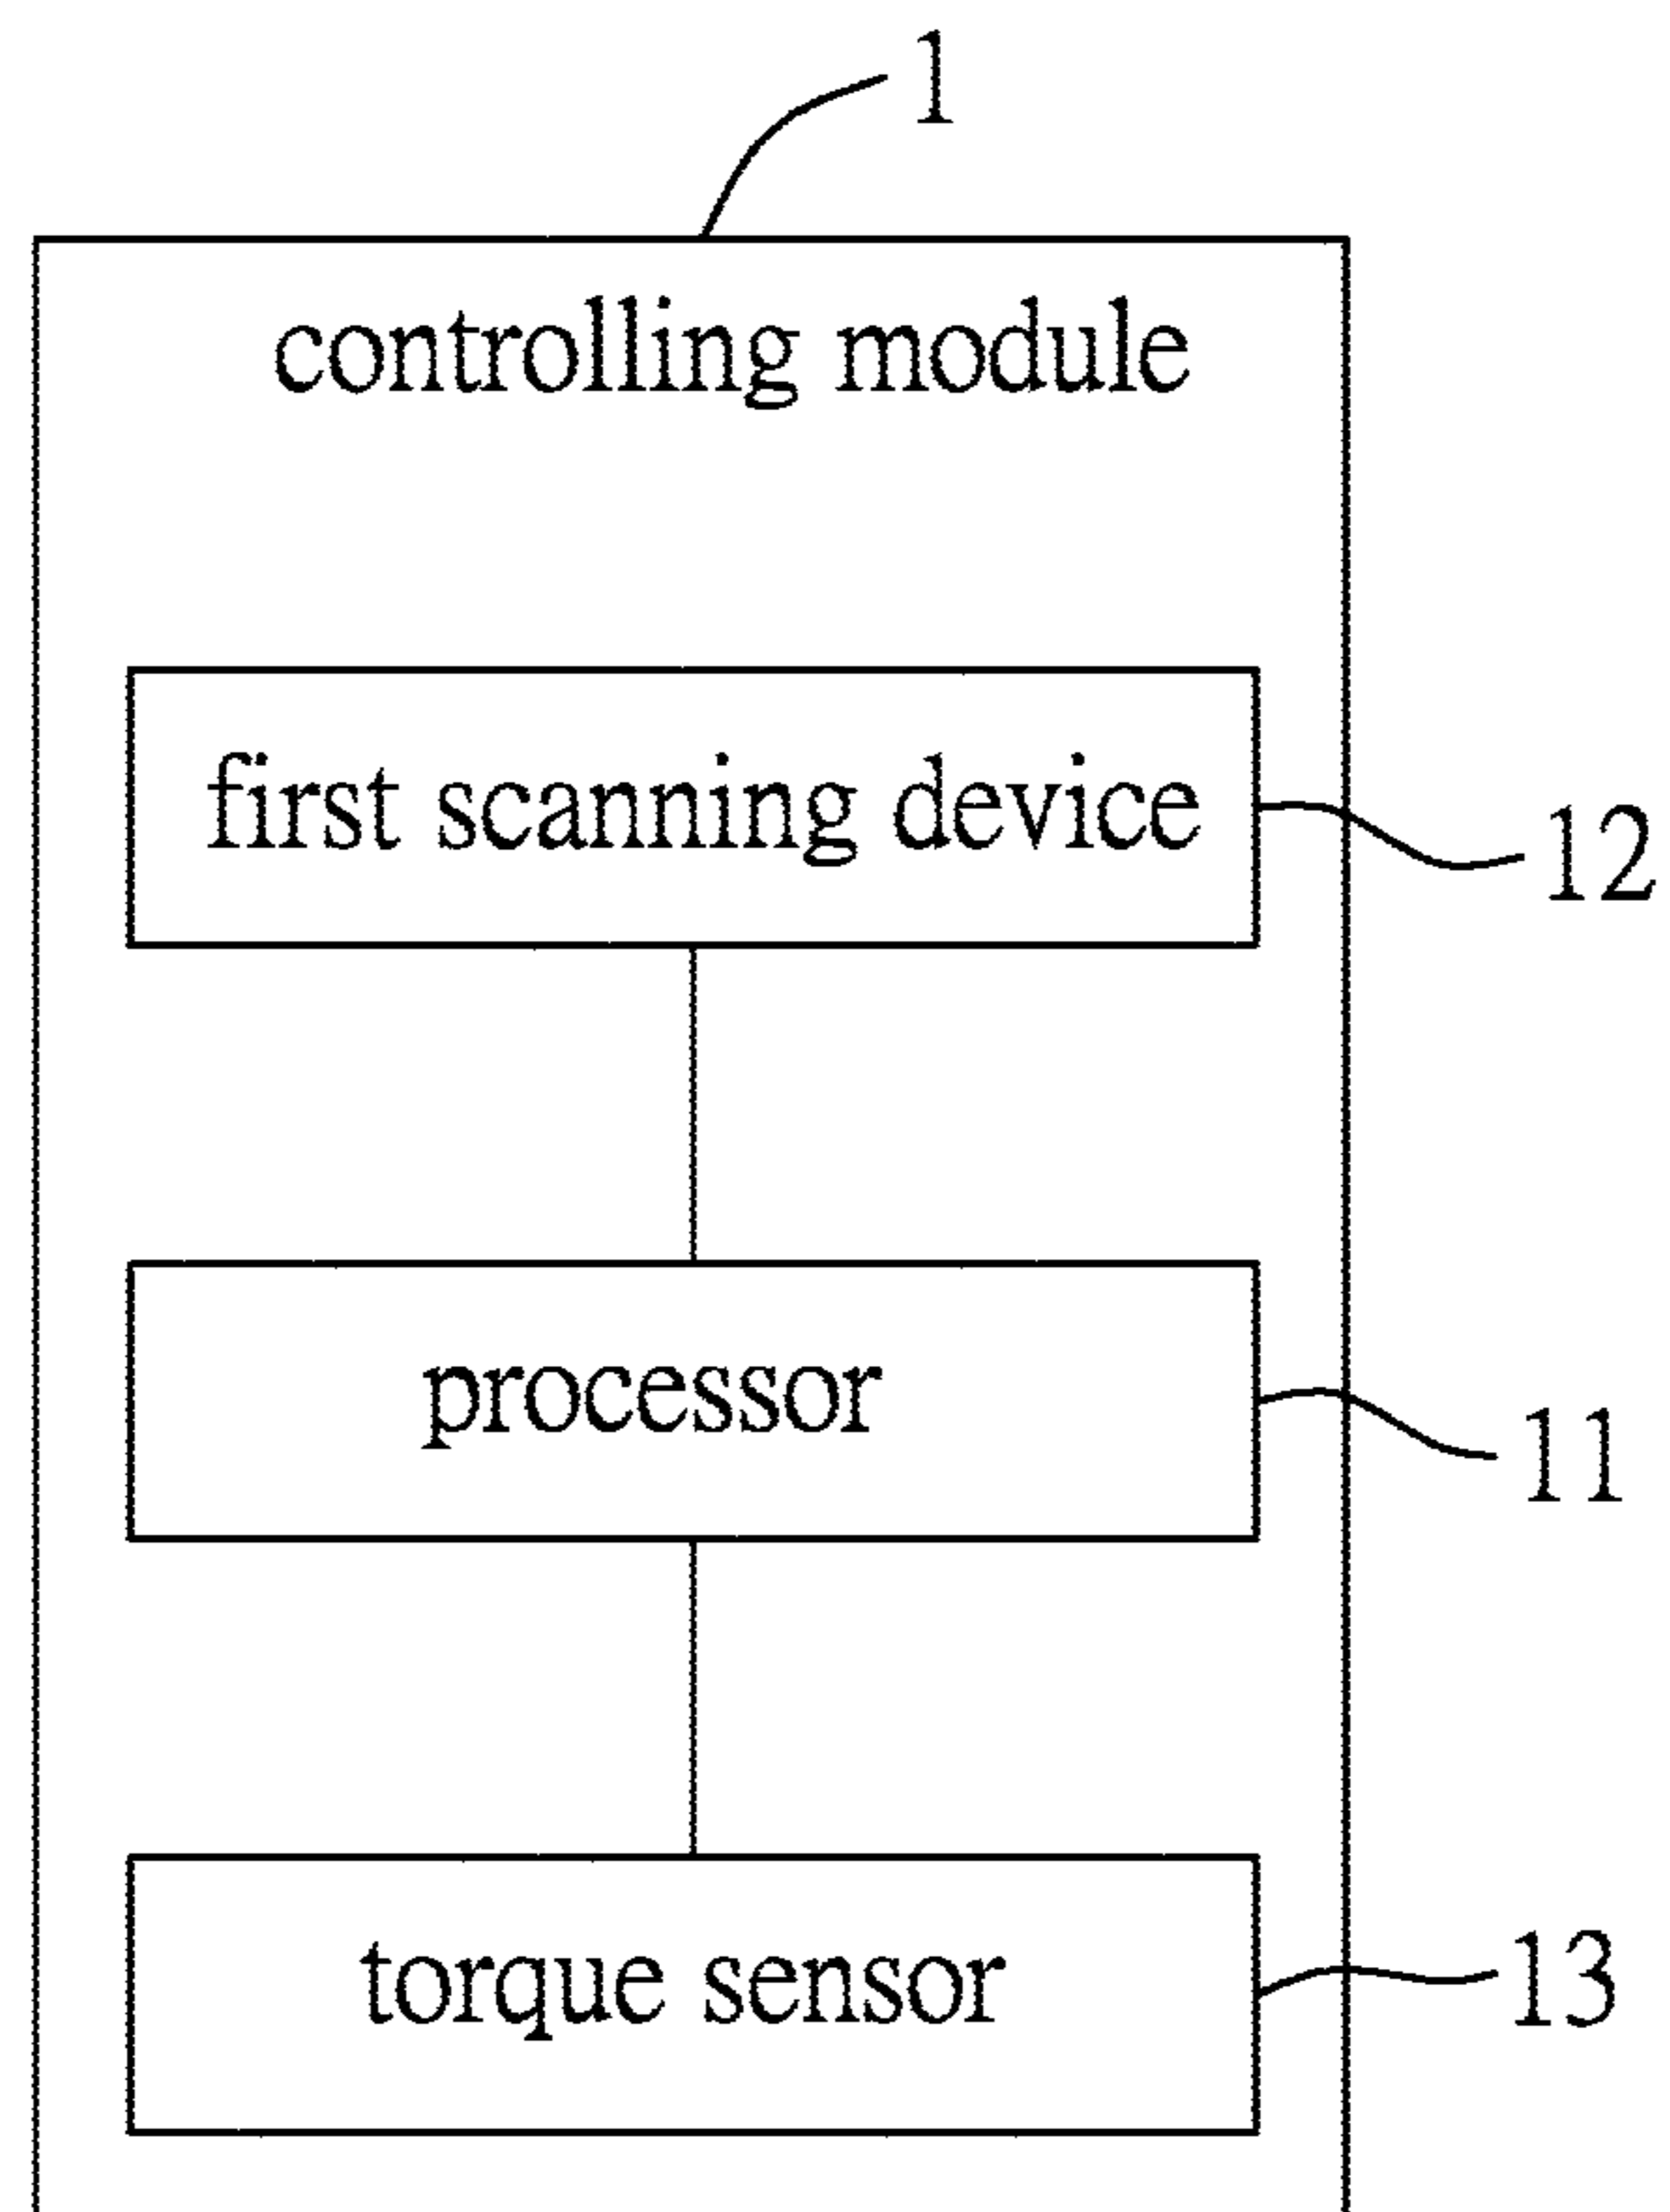 1
controlling module
first scanning device
12
processor
11
torque sensor
13